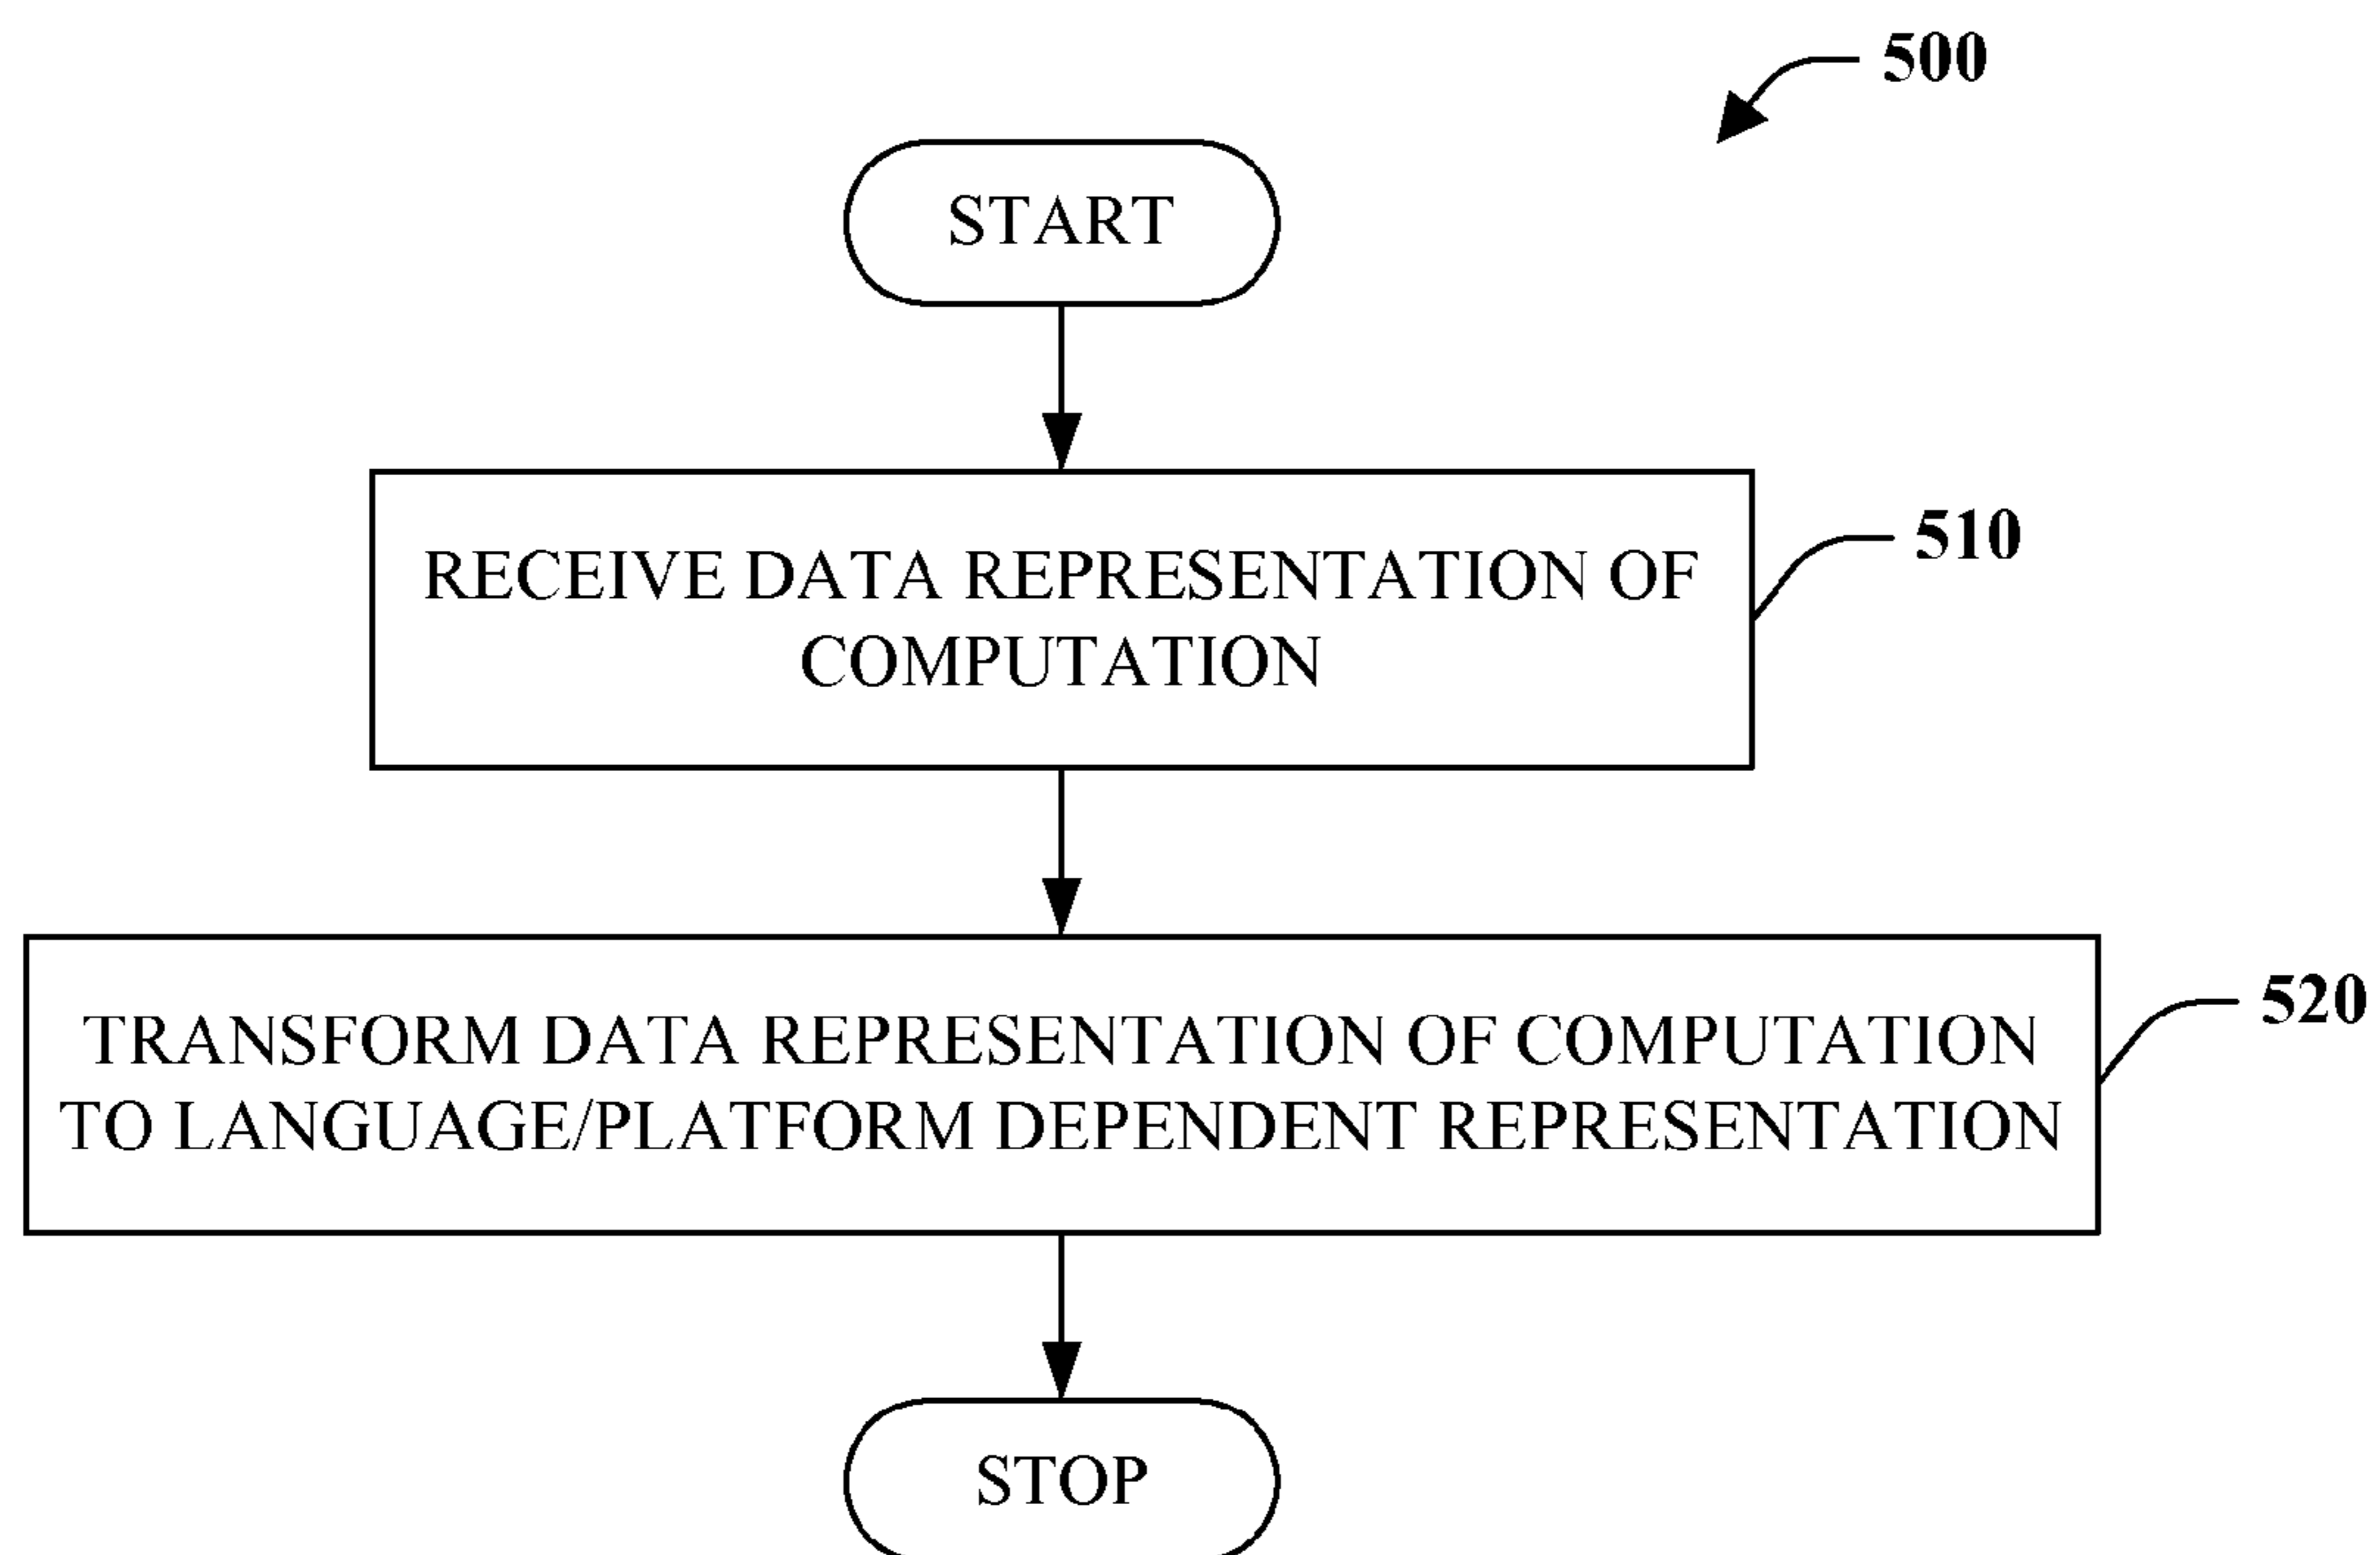 500
START
RECEIVE DATA REPRESENTATION OF
COMPUTATION
510
TRANSFORM DATA REPRESENTATION OF COMPUTATION
TO LANGUAGE/PLATFORM DEPENDENT REPRESENTATION
520
STOP